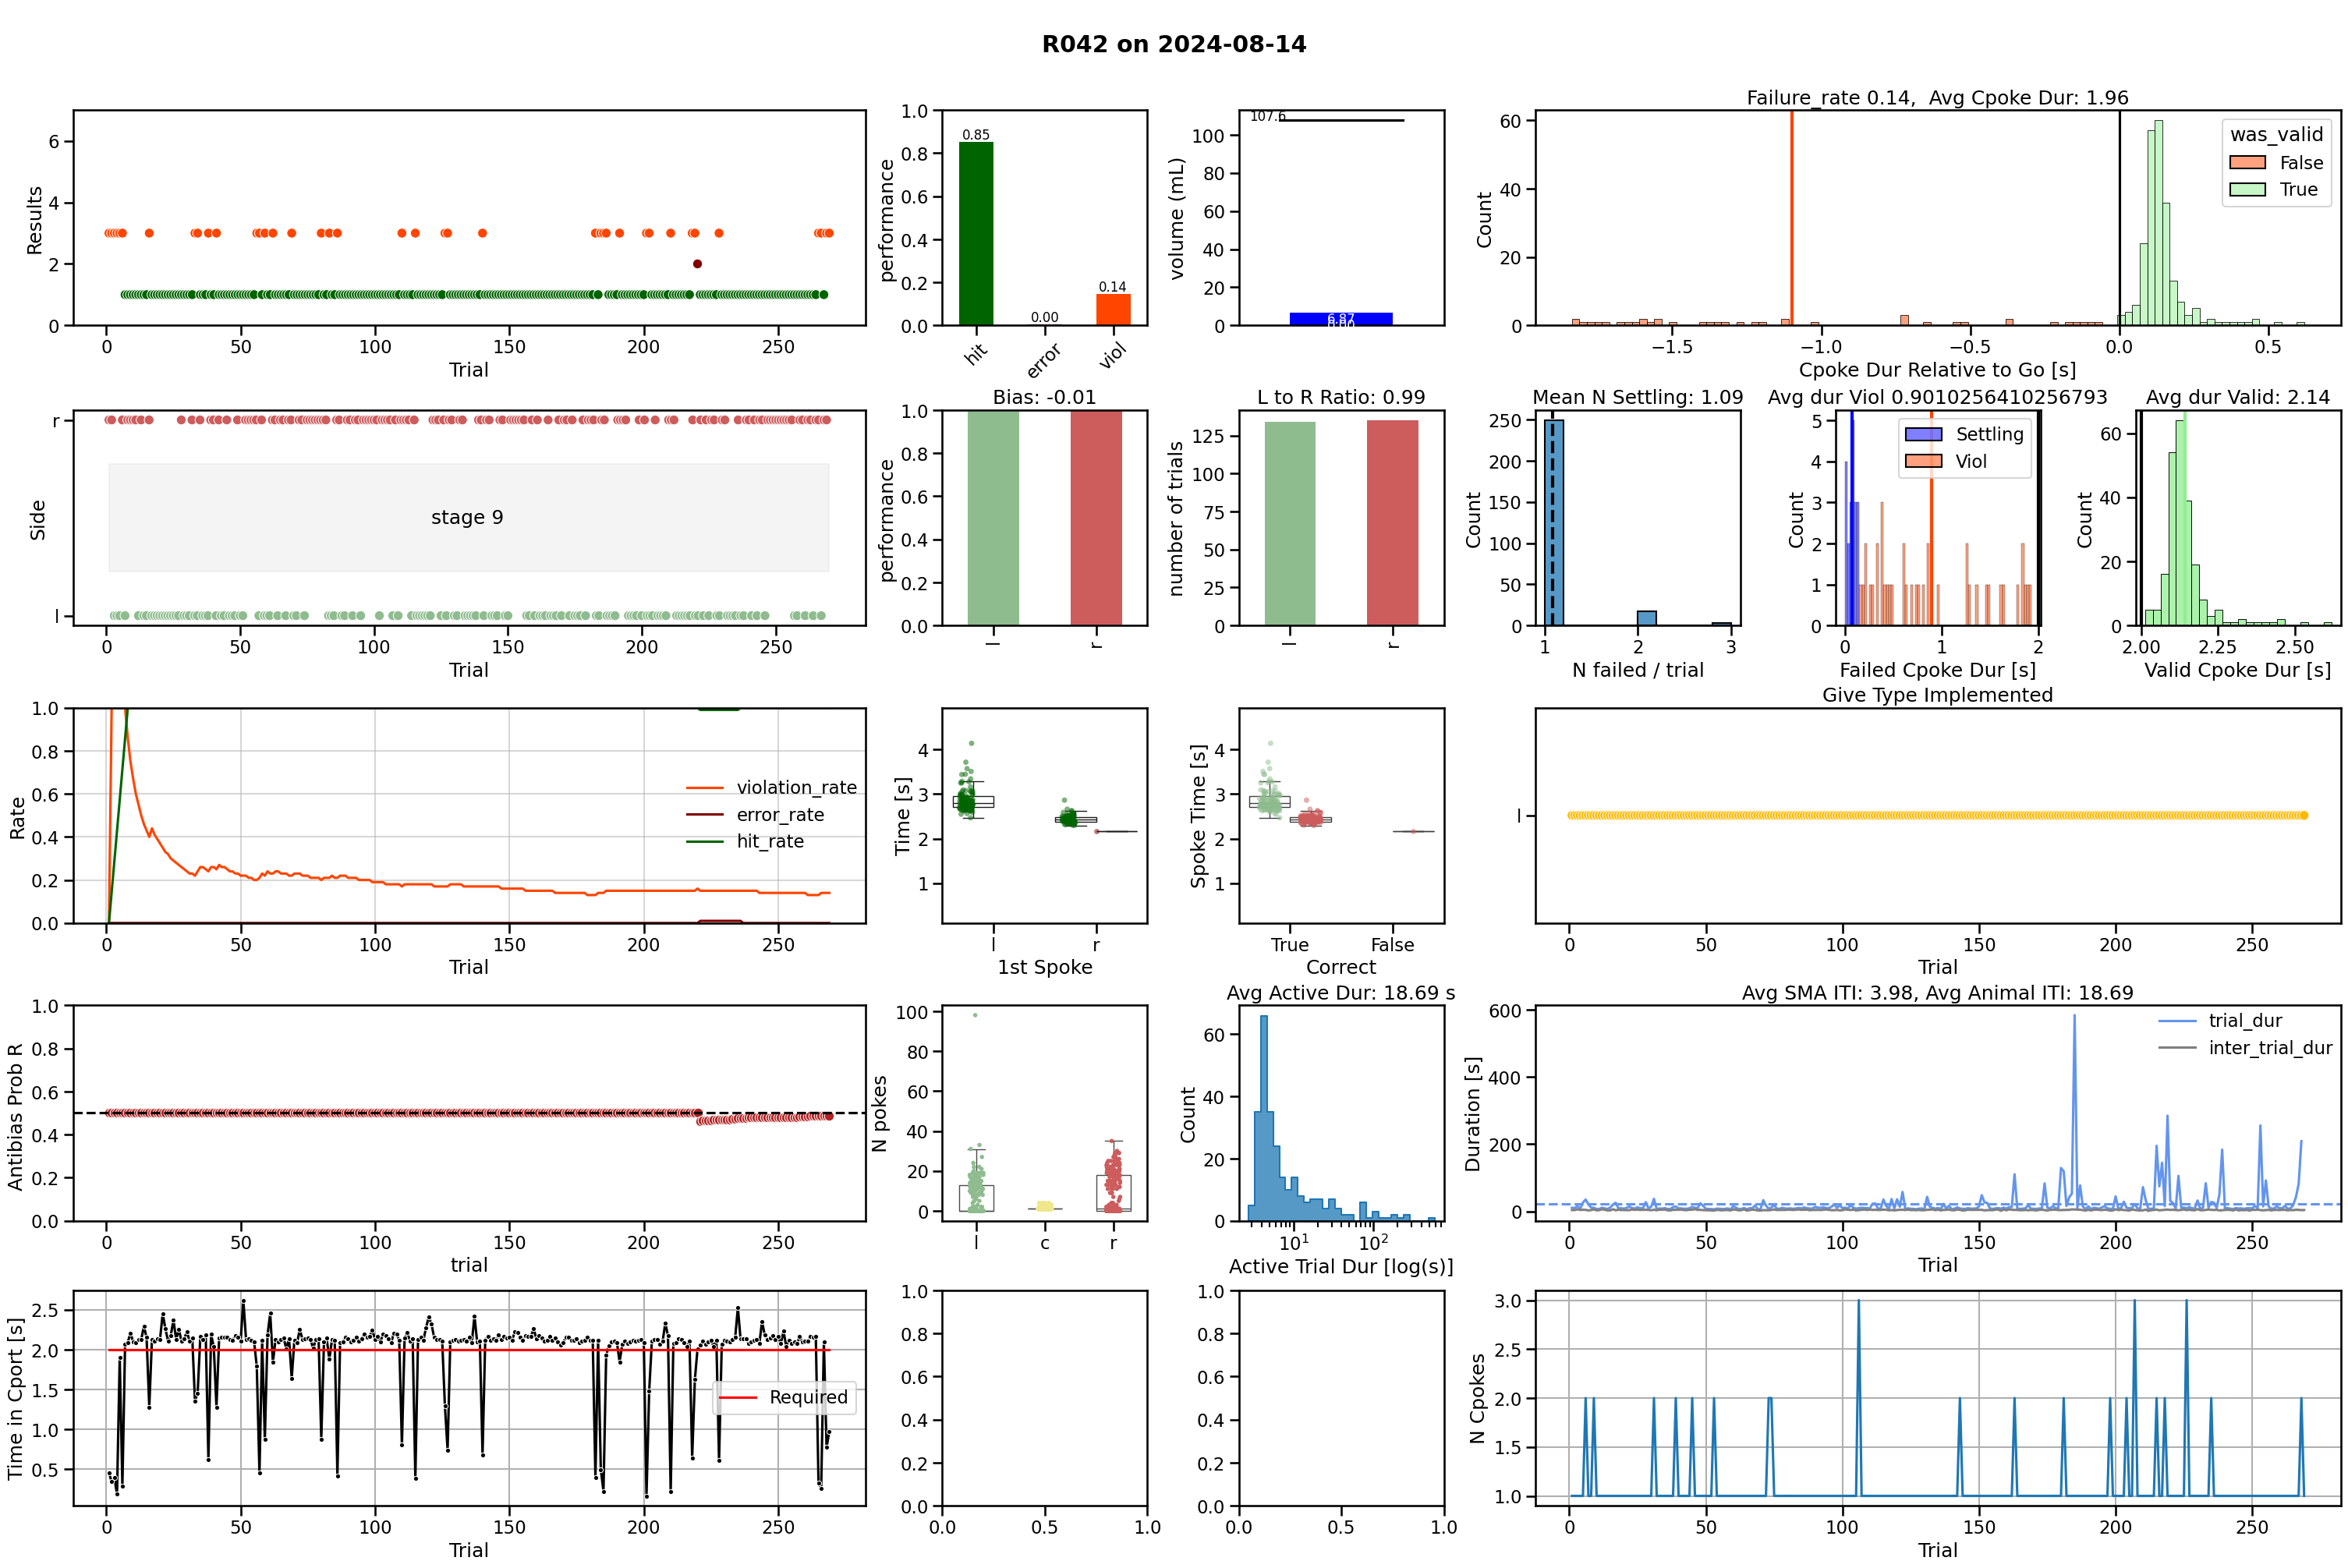 R042 on 2024-08-14
Results
0
2
4
6
0
50
100
150
200
250
Trial
performance
0.0
0.2
0.4
0.6
0.8
1.0
0.85
0.00
0.14
hit
error
viol
volume (mL)
0
20
40
60
80
100
107.6
6.87
Failure_rate 0.14,  Avg Cpoke Dur: 1.96
Count
0
20
40
60
was_valid
False
True
−1.5
−1.0
−0.5
0.0
0.5
Cpoke Dur Relative to Go [s]
Side
r
l
stage 9
0
50
100
150
200
250
Trial
Bias: -0.01
performance
0.0
0.2
0.4
0.6
0.8
1.0
l
r
L to R Ratio: 0.99
number of trials
0
25
50
75
100
125
l
r
Mean N Settling: 1.09
Count
0
50
100
150
200
250
1
2
3
N failed / trial
Avg dur Viol 0.9010256410256793
Count
0
1
2
3
4
5
Settling
Viol
0
1
2
Failed Cpoke Dur [s]
Avg dur Valid: 2.14
Count
0
20
40
60
2.00
2.25
2.50
Valid Cpoke Dur [s]
Rate
0.0
0.2
0.4
0.6
0.8
1.0
violation_rate
error_rate
hit_rate
0
50
100
150
200
250
Trial
Time [s]
1
2
3
4
l
r
1st Spoke
Spoke Time [s]
1
2
3
4
True
False
Correct
Give Type Implemented
l
0
50
100
150
200
250
Trial
Antibias Prob R
0.0
0.2
0.4
0.6
0.8
1.0
0
50
100
150
200
250
trial
N pokes
0
20
40
60
80
100
l
c
r
Avg Active Dur: 18.69 s
Count
0
20
40
60
10¹
10²
Active Trial Dur [log(s)]
Avg SMA ITI: 3.98, Avg Animal ITI: 18.69
Duration [s]
0
200
400
600
trial_dur
inter_trial_dur
0
50
100
150
200
250
Trial
Time in Cport [s]
0.5
1.0
1.5
2.0
2.5
Required
0
50
100
150
200
250
Trial
0.0
0.2
0.4
0.6
0.8
1.0
0.0
0.5
1.0
0.0
0.2
0.4
0.6
0.8
1.0
0.0
0.5
1.0
N Cpokes
1.0
1.5
2.0
2.5
3.0
0
50
100
150
200
250
Trial